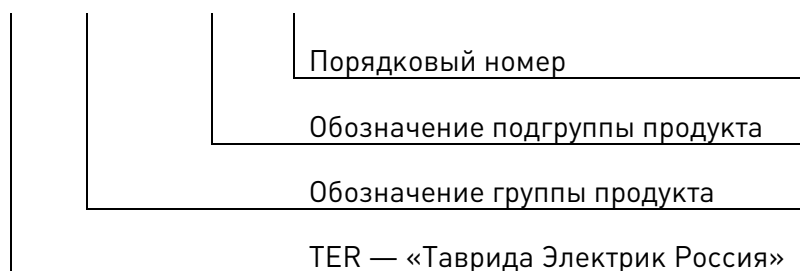 Порядковый номер
Обозначение подгруппы продукта
Обозначение группы продукта
TER — «Таврида Электрик Россия»